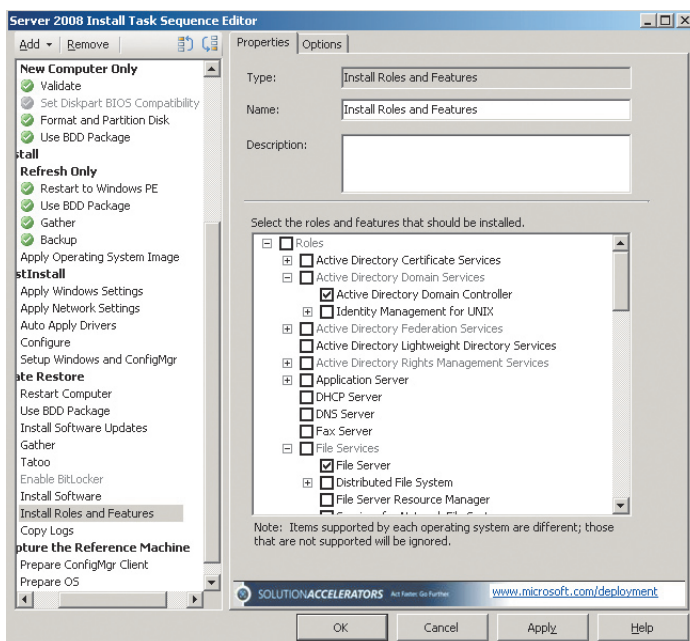 Server 2008 Install Task Sequence Editor
Add Remove
New Computer Only
Validate
Set Diskpart BIOS Compatibility
Format and Partition Disk
Use BDD Package
stall
Refresh Only
Restart to Windows PE
Use BDD Package
Gather
Backup
Apply Operating System Image
stInstall
Apply Windows Settings
Apply Network Settings
Auto Apply Drivers
Configure
Setup Windows and ConfigMgr
ate Restore
Restart Computer
Use BDD Package
Install Software Updates
Gather
Tatoo
Enable BitLocker
Install Software
Install Roles and Features
Copy Logs
pture the Reference Machine
Prepare ConfigMgr Client
Prepare OS
Properties Options
Type: Install Roles and Features
Name: Install Roles and Features
Description:
Select the roles and features that should be installed.
Roles
Active Directory Certificate Services
Active Directory Domain Services
Active Directory Domain Controller
Identity Management for UNIX
Active Directory Federation Services
Active Directory Lightweight Directory Services
Active Directory Rights Management Services
Application Server
DHCP Server
DNS Server
Fax Server
File Services
File Server
Distributed File System
File Server Resource Manager
Note: Items supported by each operating system are different; those
that are not supported will be ignored.
SOLUTIONACCELERATORS Act Faster. Go Further. www.microsoft.com/deployment
OK Cancel Apply Help